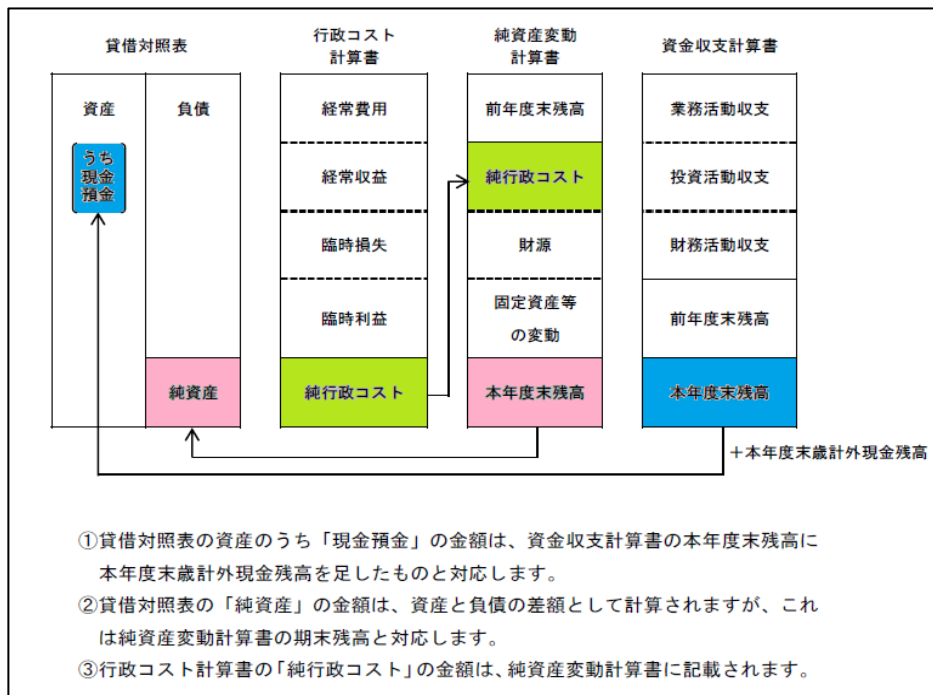 貸借対照表
行政コスト
計算書
純資産変動
計算書
資金収支計算書
資産
負債
うち
現金
預金
純資産
経常費用
経常収益
臨時損失
臨時利益
純行政コスト
前年度末残高
純行政コスト
財源
固定資産等
の変動
本年度末残高
業務活動収支
投資活動収支
財務活動収支
前年度末残高
本年度末残高
＋本年度末歳計外現金残高
①貸借対照表の資産のうち「現金預金」の金額は、資金収支計算書の本年度末残高に
本年度末歳計外現金残高を足したものと対応します。
②貸借対照表の「純資産」の金額は、資産と負債の差額として計算されますが、これ
は純資産変動計算書の期末残高と対応します。
③行政コスト計算書の「純行政コスト」の金額は、純資産変動計算書に記載されます。